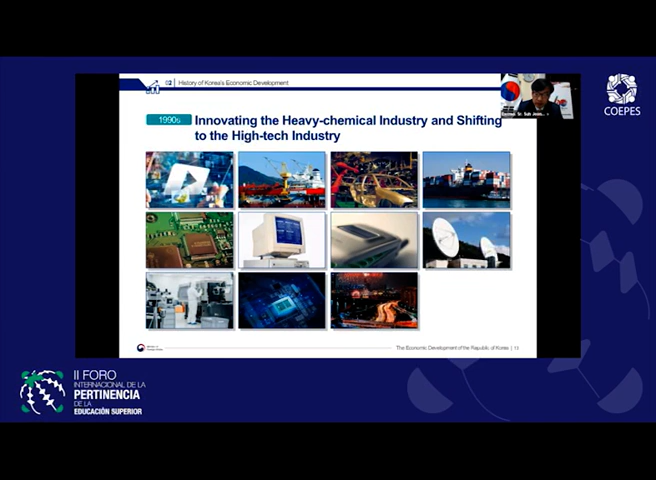 02 | History of Korea's Economic Development
1990s
Innovating the Heavy-chemical Industry and Shifting
to the High-tech Industry
COEPES
The Economic Development of the Republic of Korea | 11
II FORO
INTERNACIONAL DE LA
PERTINENCIA
DE LA
EDUCACIÓN SUPERIOR